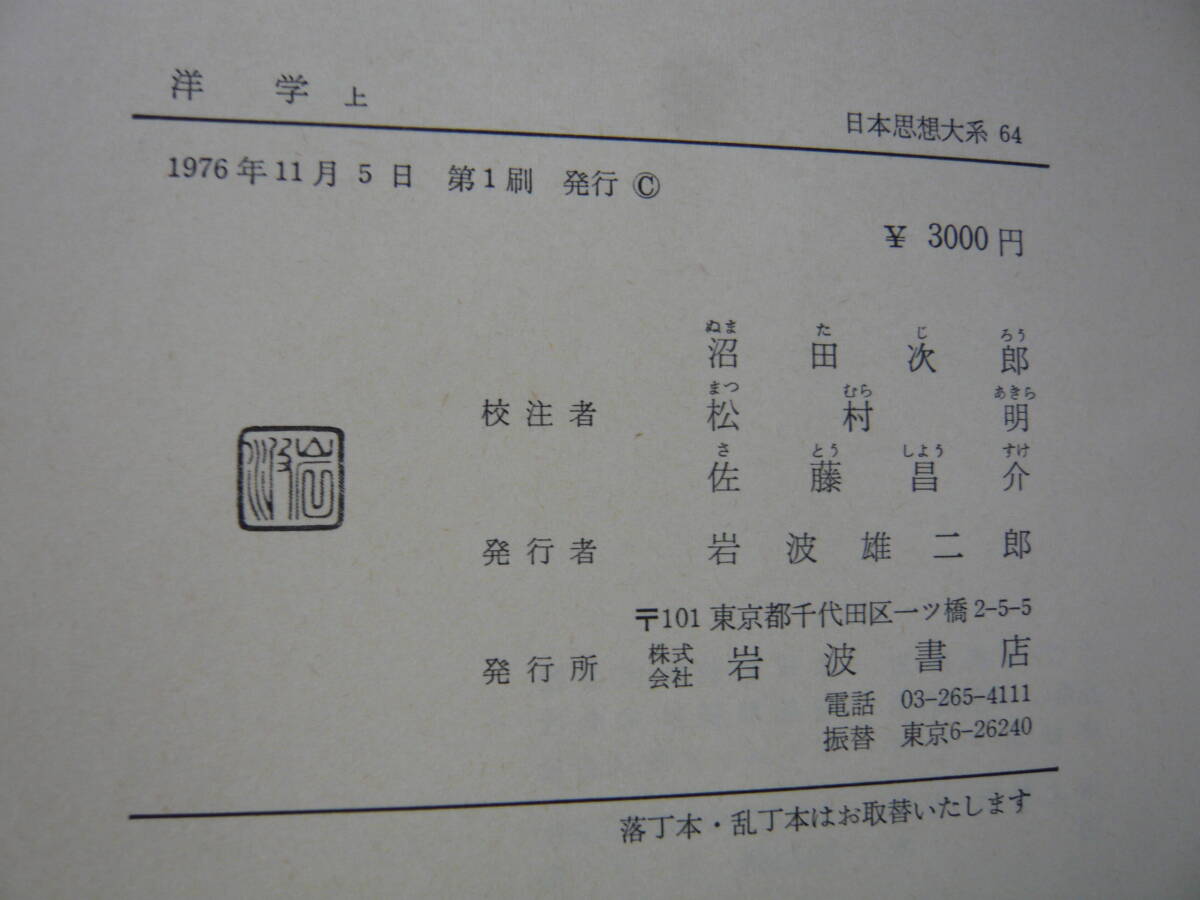 洋学 上
日本思想大系 64
1976年11月5日 第1刷 発行 ©
¥ 3000円
ぬま た じ ろう
沼田次郎
まつ むら あきら
校注者 松村明
さ とう しよう すけ
佐藤昌介
発行者 岩波雄二郎
〒101 東京都千代田区一ツ橋2-5-5
発行所 株式会社 岩波書店
電話 03-265-4111
振替 東京6-26240
落丁本・乱丁本はお取替いたします
岩波